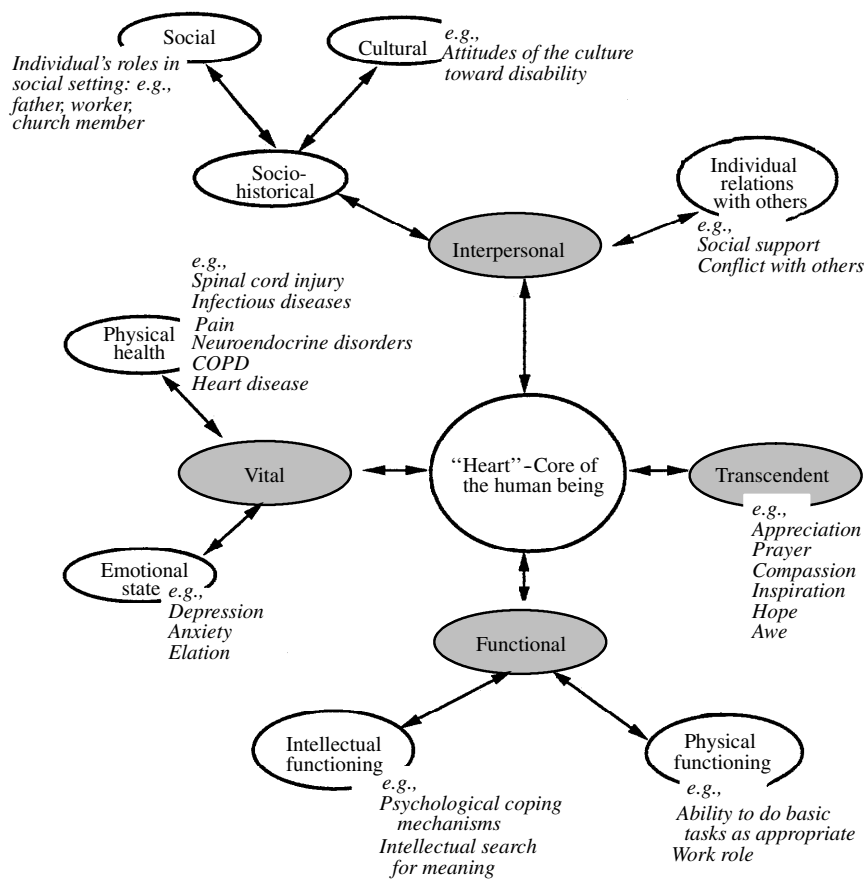 Social
Individual's roles in
social setting: e.g.,
father, worker,
church member
Cultural
e.g.,
Attitudes of the culture
toward disability
Socio-
historical
Individual
relations
with others
e.g.,
Social support
Conflict with others
Interpersonal
Physical
health
e.g.,
Spinal cord injury
Infectious diseases
Pain
Neuroendocrine disorders
COPD
Heart disease
Vital
"Heart"-Core of
the human being
Transcendent
e.g.,
Appreciation
Prayer
Compassion
Inspiration
Hope
Awe
Emotional
state
e.g.,
Depression
Anxiety
Elation
Functional
Intellectual
functioning
e.g.,
Psychological coping
mechanisms
Intellectual search
for meaning
Physical
functioning
e.g.,
Ability to do basic
tasks as appropriate
Work role